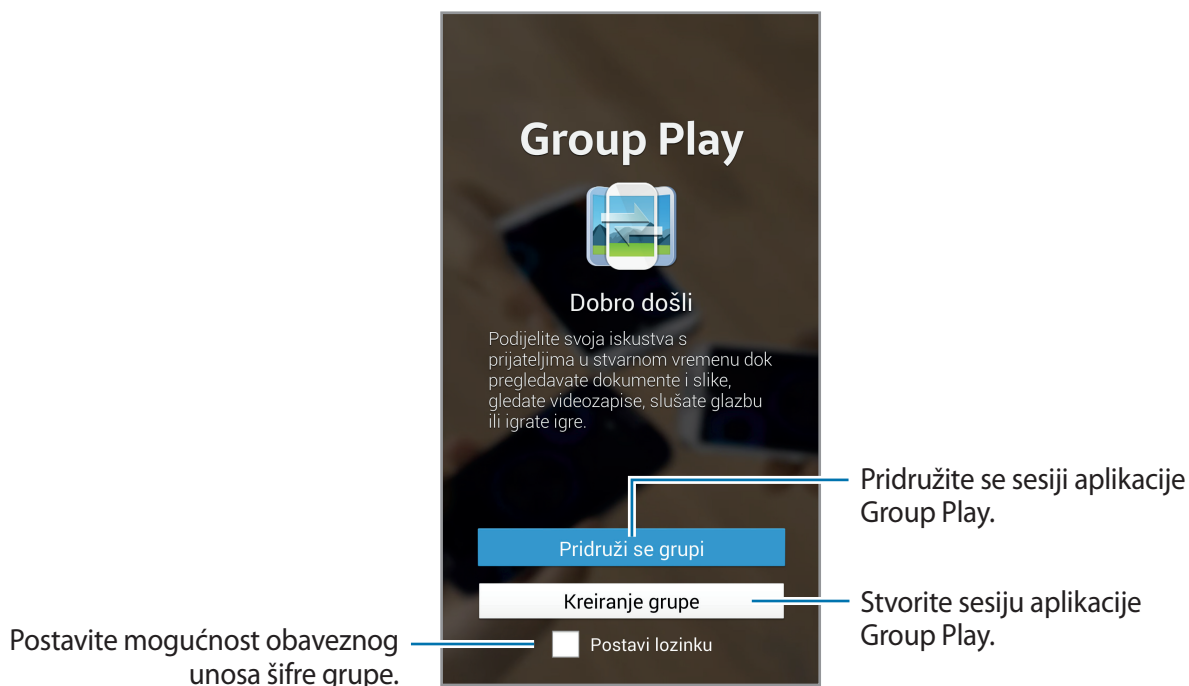 Group Play
Dobro došli
Podijelite svoja iskustva s
prijateljima u stvarnom vremenu dok
pregledavate dokumente i slike,
gledate videozapise, slušate glazbu
ili igrate igre.
Pridružite se sesiji aplikacije
Group Play.
Pridruži se grupi
Kreiranje grupe
Stvorite sesiju aplikacije
Group Play.
Postavite mogućnost obaveznog
unosa šifre grupe.
Postavi lozinku